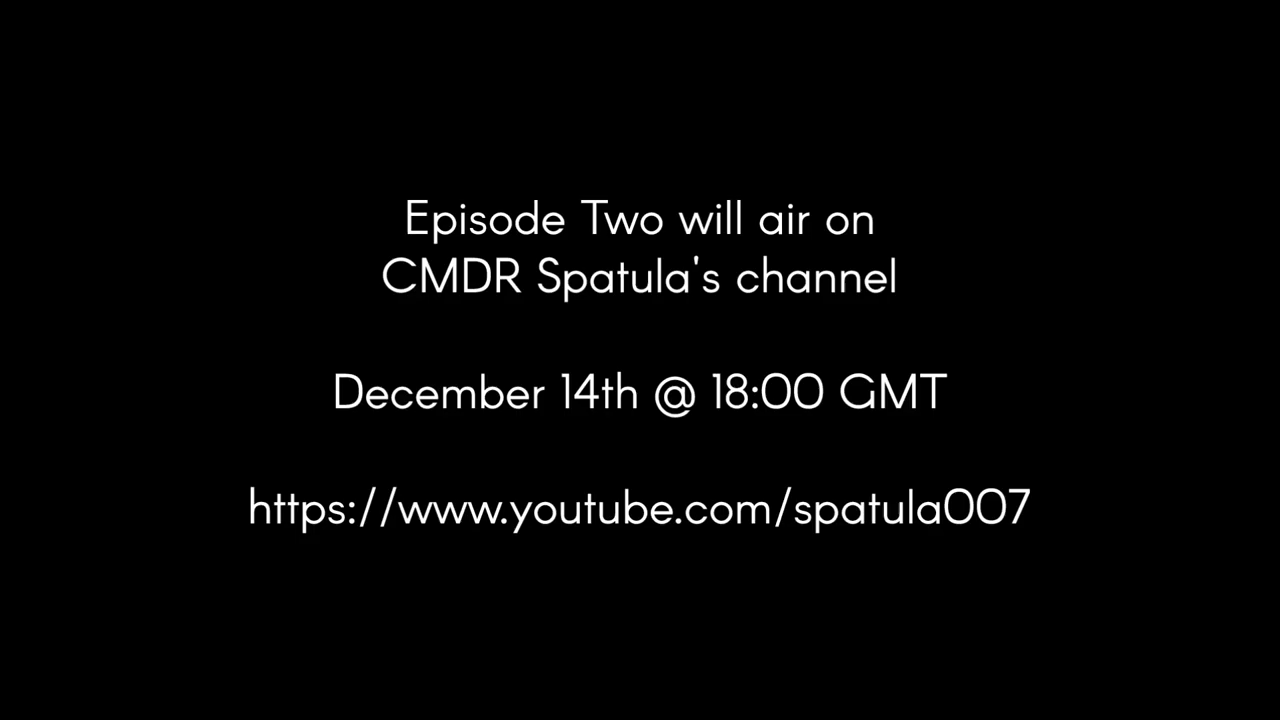 Episode Two will air on
CMDR Spatula's channel
December 14th @ 18:00 GMT
https://www.youtube.com/spatula007